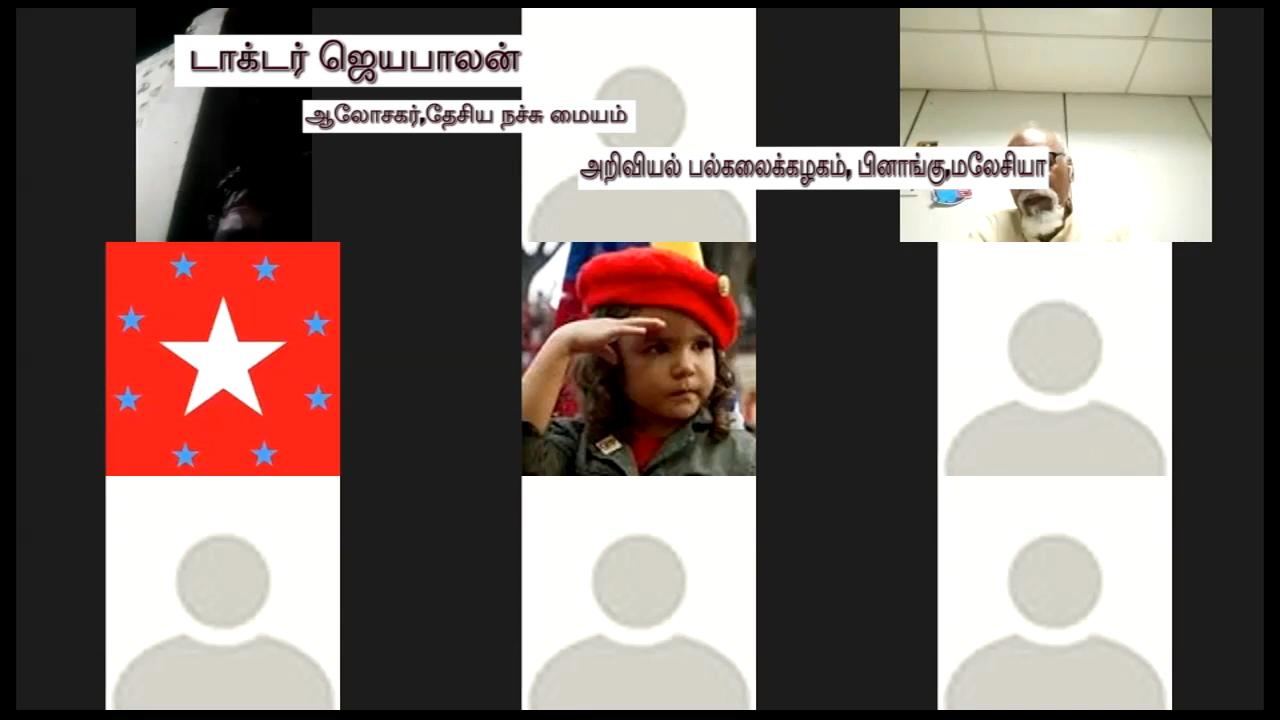 டாக்டர் ஜெயபாலன்
ஆலோசகர்,தேசிய நச்சு மையம்
அறிவியல் பல்கலைக்கழகம், பினாங்கு,மலேசியா